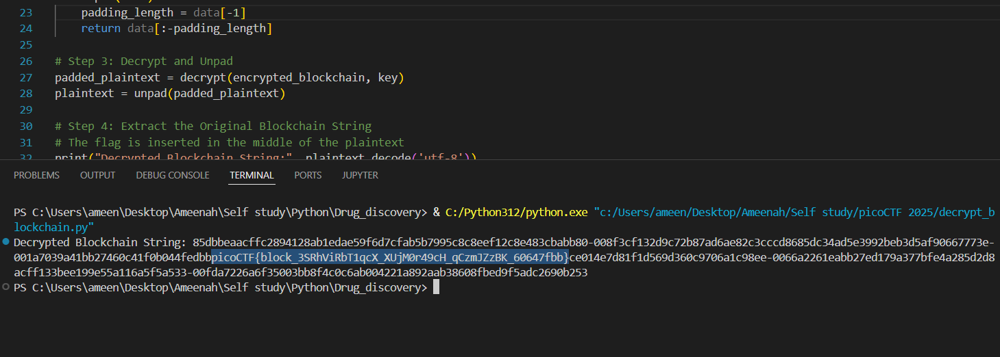 23 padding_length = data[-1]
24 return data[:-padding_length]
25
26 # Step 3: Decrypt and Unpad
27 padded_plaintext = decrypt(encrypted_blockchain, key)
28 plaintext = unpad(padded_plaintext)
29
30 # Step 4: Extract the Original Blockchain String
31 # The flag is inserted in the middle of the plaintext
32 print("Decrypted Blockchain String:", plaintext.decode('utf-8'))
PROBLEMS OUTPUT DEBUG CONSOLE TERMINAL PORTS JUPYTER
PS C:\Users\ameen\Desktop\Ameenah\Self study\Python\Drug_discovery> & C:/Python312/python.exe "c:/Users/ameen/Desktop/Ameenah/Self study/picoCTF 2025/decrypt_b
lockchain.py"
Decrypted Blockchain String: 85dbbeaacffc2894128ab1edae59f6d7cfab5b7995c8c8eef12c8e483cbabb80-008f3cf132d9c72b87ad6ae82c3cccd8685dc34ad5e3992beb3d5af90667773e-
001a7039a41bb27460c41f0b044fedbbpicoCTF{block_3SRhViRbT1qcX_XUjM0r49cH_qCzmJZzBK_60647fbb}ce014e7d81f1d569d360c9706a1c98ee-0066a2261eabb27ed179a377bfe4a285d2d8
acff133bee199e55a116a5f5a533-00fda7226a6f35003bb8f4c0c6ab004221a892aab38608fbed9f5adc2690b253
PS C:\Users\ameen\Desktop\Ameenah\Self study\Python\Drug_discovery>